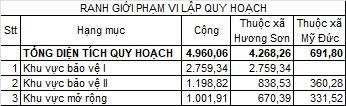 RANH GIỚI PHẠM VI LẬP QUY HOẠCH
Stt Hạng mục Cộng Thuộc xã Hương Sơn Thuộc xã Mỹ Đức
TỔNG DIỆN TÍCH QUY HOẠCH 4.960,06 4.268,26 691,80
1 Khu vực bảo vệ I 2.759,34 2.759,34
2 Khu vực bảo vệ II 1.198,82 838,53 360,28
3 Khu vực mở rộng 1.001,91 670,39 331,52